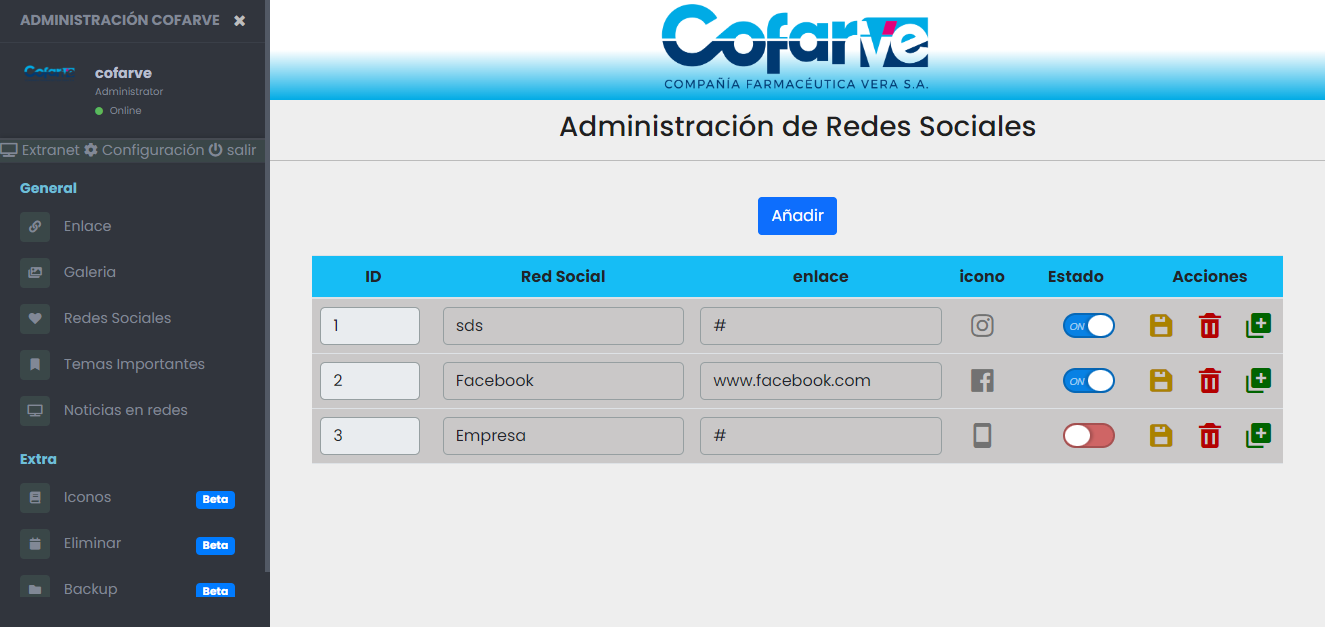 ADMINISTRACIÓN COFARVE
Cofarve
cofarve
Administrator
Online
Extranet Configuración salir
General
Enlace
Galeria
Redes Sociales
Temas Importantes
Noticias en redes
Extra
Iconos Beta
Eliminar Beta
Backup Beta
Cofarve
COMPAÑÍA FARMACÉUTICA VERA S.A.
Administración de Redes Sociales
Añadir
ID Red Social enlace icono Estado Acciones
1 sds # ON
2 Facebook www.facebook.com ON
3 Empresa #